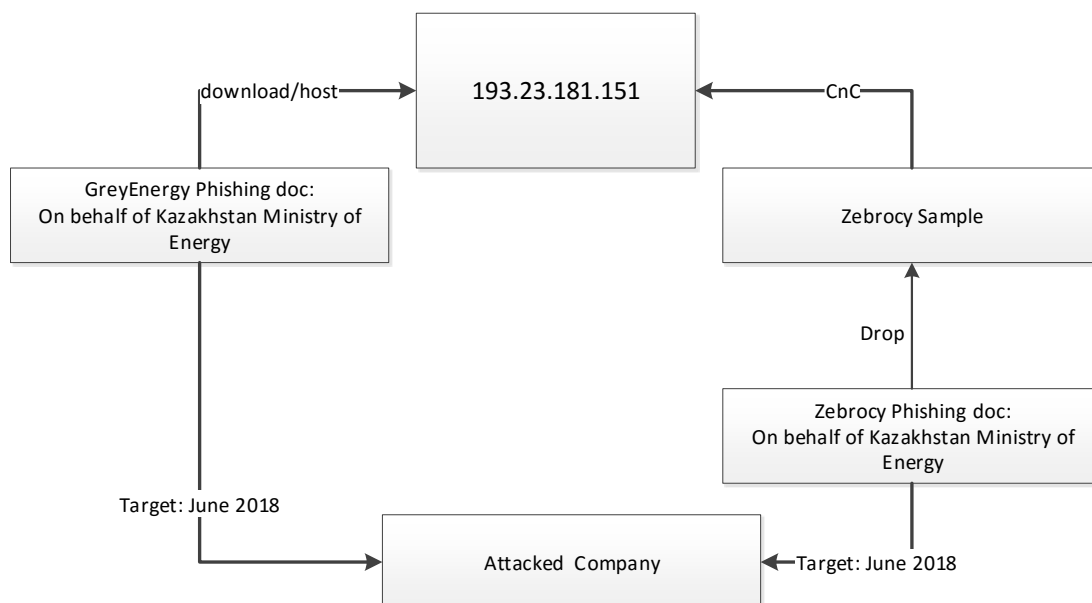 193.23.181.151
download/host
CnC
GreyEnergy Phishing doc:
On behalf of Kazakhstan Ministry of
Energy
Zebrocy Sample
Drop
Zebrocy Phishing doc:
On behalf of Kazakhstan Ministry of
Energy
Target: June 2018
Attacked Company
Target: June 2018